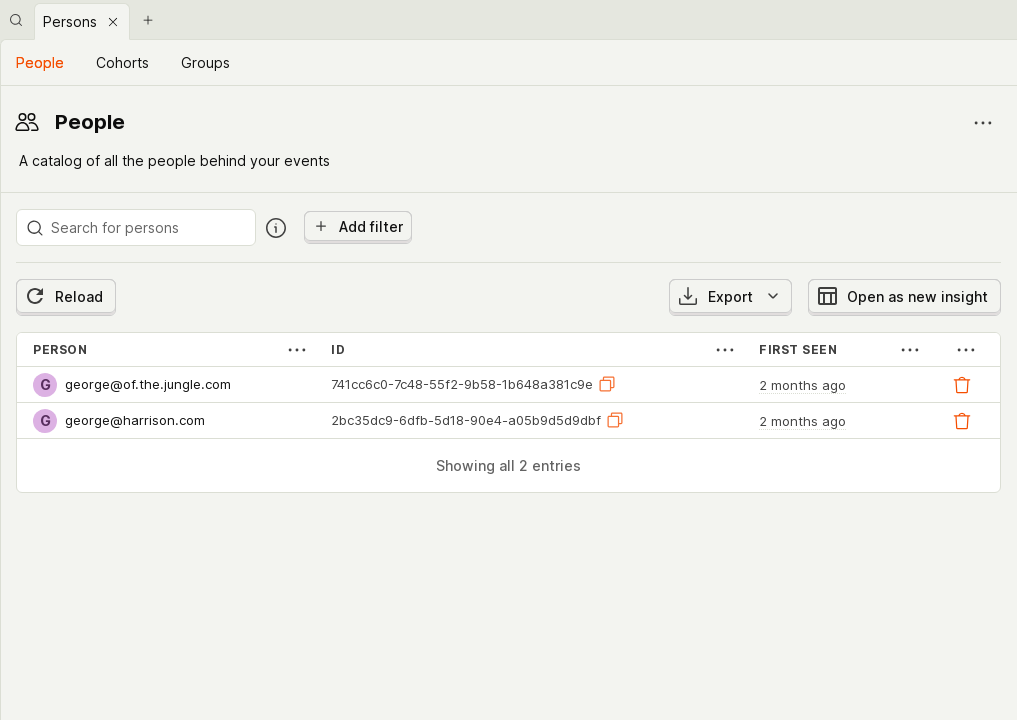 Persons
People
Cohorts
Groups
People
A catalog of all the people behind your events
Search for persons
Add filter
Reload
Export
Open as new insight
PERSON
ID
FIRST SEEN
G george@of.the.jungle.com 741cc6c0-7c48-55f2-9b58-1b648a381c9e 2 months ago
G george@harrison.com 2bc35dc9-6dfb-5d18-90e4-a05b9d5d9dbf 2 months ago
Showing all 2 entries